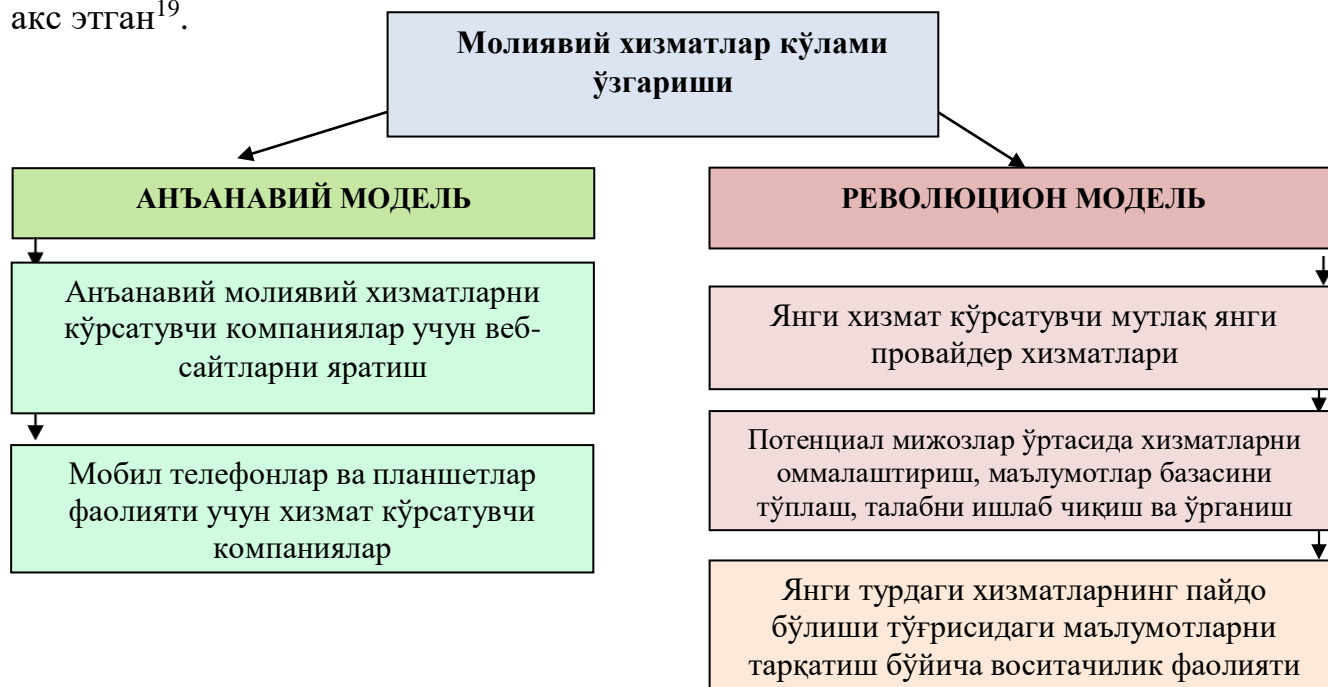 акс этган¹⁹.
Молиявий хизматлар кўлами
ўзгариши
АНЪАНАВИЙ МОДЕЛЬ
Анъанавий молиявий хизматларни
кўрсатувчи компаниялар учун веб-
сайтларни яратиш
Мобил телефонлар ва планшетлар
фаолияти учун хизмат кўрсатувчи
компаниялар
РЕВОЛЮЦИОН МОДЕЛЬ
Янги хизмат кўрсатувчи мутлақ янги
провайдер хизматлари
Потенциал мижозлар ўртасида хизматларни
оммалаштириш, маълумотлар базасини
тўплаш, талабни ишлаб чиқиш ва ўрганиш
Янги турдаги хизматларнинг пайдо
бўлиши тўғрисидаги маълумотларни
тарқатиш бўйича воситачилик фаолияти